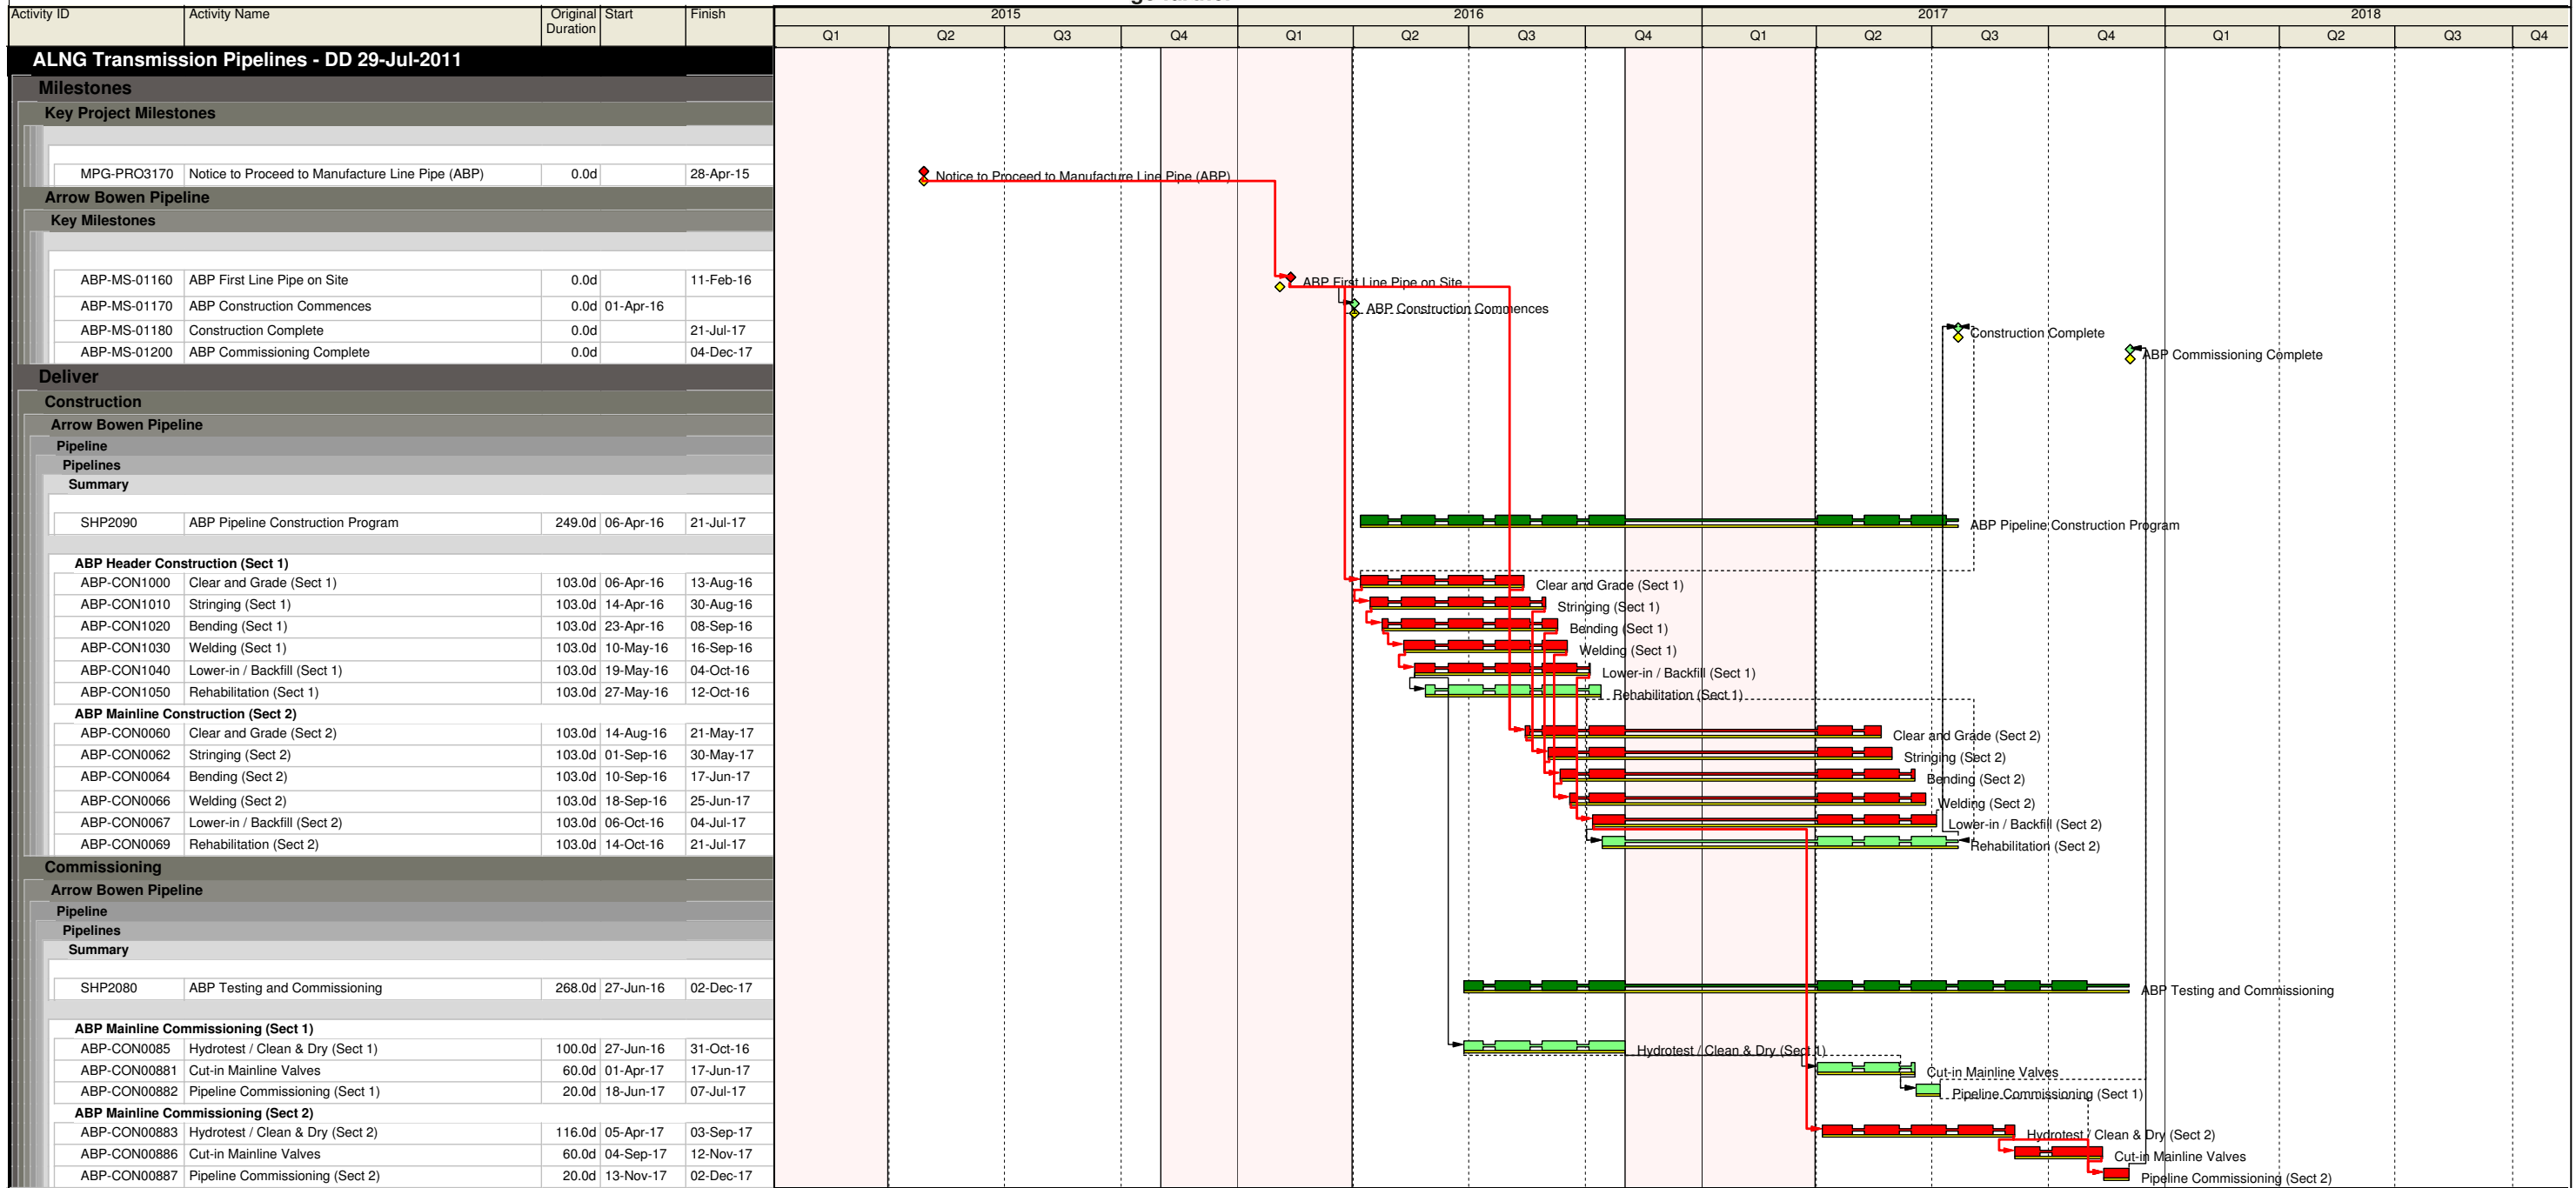 Activity ID Activity Name Original Duration Start Finish 2015 2016 2017 2018
Q1 Q2 Q3 Q4 Q1 Q2 Q3 Q4 Q1 Q2 Q3 Q4 Q1 Q2 Q3 Q4
ALNG Transmission Pipelines - DD 29-Jul-2011
Milestones
Key Project Milestones
MPG-PRO3170 Notice to Proceed to Manufacture Line Pipe (ABP) 0.0d 28-Apr-15 Notice to Proceed to Manufacture Line Pipe (ABP)
Arrow Bowen Pipeline
Key Milestones
ABP-MS-01160 ABP First Line Pipe on Site 0.0d 11-Feb-16 ABP First Line Pipe on Site
ABP-MS-01170 ABP Construction Commences 0.0d 01-Apr-16 ABP Construction Commences
ABP-MS-01180 Construction Complete 0.0d 21-Jul-17 Construction Complete
ABP-MS-01200 ABP Commissioning Complete 0.0d 04-Dec-17 ABP Commissioning Complete
Deliver
Construction
Arrow Bowen Pipeline
Pipeline
Pipelines
Summary
SHP2090 ABP Pipeline Construction Program 249.0d 06-Apr-16 21-Jul-17 ABP Pipeline Construction Program
ABP Header Construction (Sect 1)
ABP-CON1000 Clear and Grade (Sect 1) 103.0d 06-Apr-16 13-Aug-16 Clear and Grade (Sect 1)
ABP-CON1010 Stringing (Sect 1) 103.0d 14-Apr-16 30-Aug-16 Stringing (Sect 1)
ABP-CON1020 Bending (Sect 1) 103.0d 23-Apr-16 08-Sep-16 Bending (Sect 1)
ABP-CON1030 Welding (Sect 1) 103.0d 10-May-16 16-Sep-16 Welding (Sect 1)
ABP-CON1040 Lower-in / Backfill (Sect 1) 103.0d 19-May-16 04-Oct-16 Lower-in / Backfill (Sect 1)
ABP-CON1050 Rehabilitation (Sect 1) 103.0d 27-May-16 12-Oct-16 Rehabilitation (Sect 1)
ABP Mainline Construction (Sect 2)
ABP-CON0060 Clear and Grade (Sect 2) 103.0d 14-Aug-16 21-May-17 Clear and Grade (Sect 2)
ABP-CON0062 Stringing (Sect 2) 103.0d 01-Sep-16 30-May-17 Stringing (Sect 2)
ABP-CON0064 Bending (Sect 2) 103.0d 10-Sep-16 17-Jun-17 Bending (Sect 2)
ABP-CON0066 Welding (Sect 2) 103.0d 18-Sep-16 25-Jun-17 Welding (Sect 2)
ABP-CON0067 Lower-in / Backfill (Sect 2) 103.0d 06-Oct-16 04-Jul-17 Lower-in / Backfill (Sect 2)
ABP-CON0069 Rehabilitation (Sect 2) 103.0d 14-Oct-16 21-Jul-17 Rehabilitation (Sect 2)
Commissioning
Arrow Bowen Pipeline
Pipeline
Pipelines
Summary
SHP2080 ABP Testing and Commissioning 268.0d 27-Jun-16 02-Dec-17 ABP Testing and Commissioning
ABP Mainline Commissioning (Sect 1)
ABP-CON0085 Hydrotest / Clean & Dry (Sect 1) 100.0d 27-Jun-16 31-Oct-16 Hydrotest / Clean & Dry (Sect 1)
ABP-CON00881 Cut-in Mainline Valves 60.0d 01-Apr-17 17-Jun-17 Cut-in Mainline Valves
ABP-CON00882 Pipeline Commissioning (Sect 1) 20.0d 18-Jun-17 07-Jul-17 Pipeline Commissioning (Sect 1)
ABP Mainline Commissioning (Sect 2)
ABP-CON00883 Hydrotest / Clean & Dry (Sect 2) 116.0d 05-Apr-17 03-Sep-17 Hydrotest / Clean & Dry (Sect 2)
ABP-CON00886 Cut-in Mainline Valves 60.0d 04-Sep-17 12-Nov-17 Cut-in Mainline Valves
ABP-CON00887 Pipeline Commissioning (Sect 2) 20.0d 13-Nov-17 02-Dec-17 Pipeline Commissioning (Sect 2)